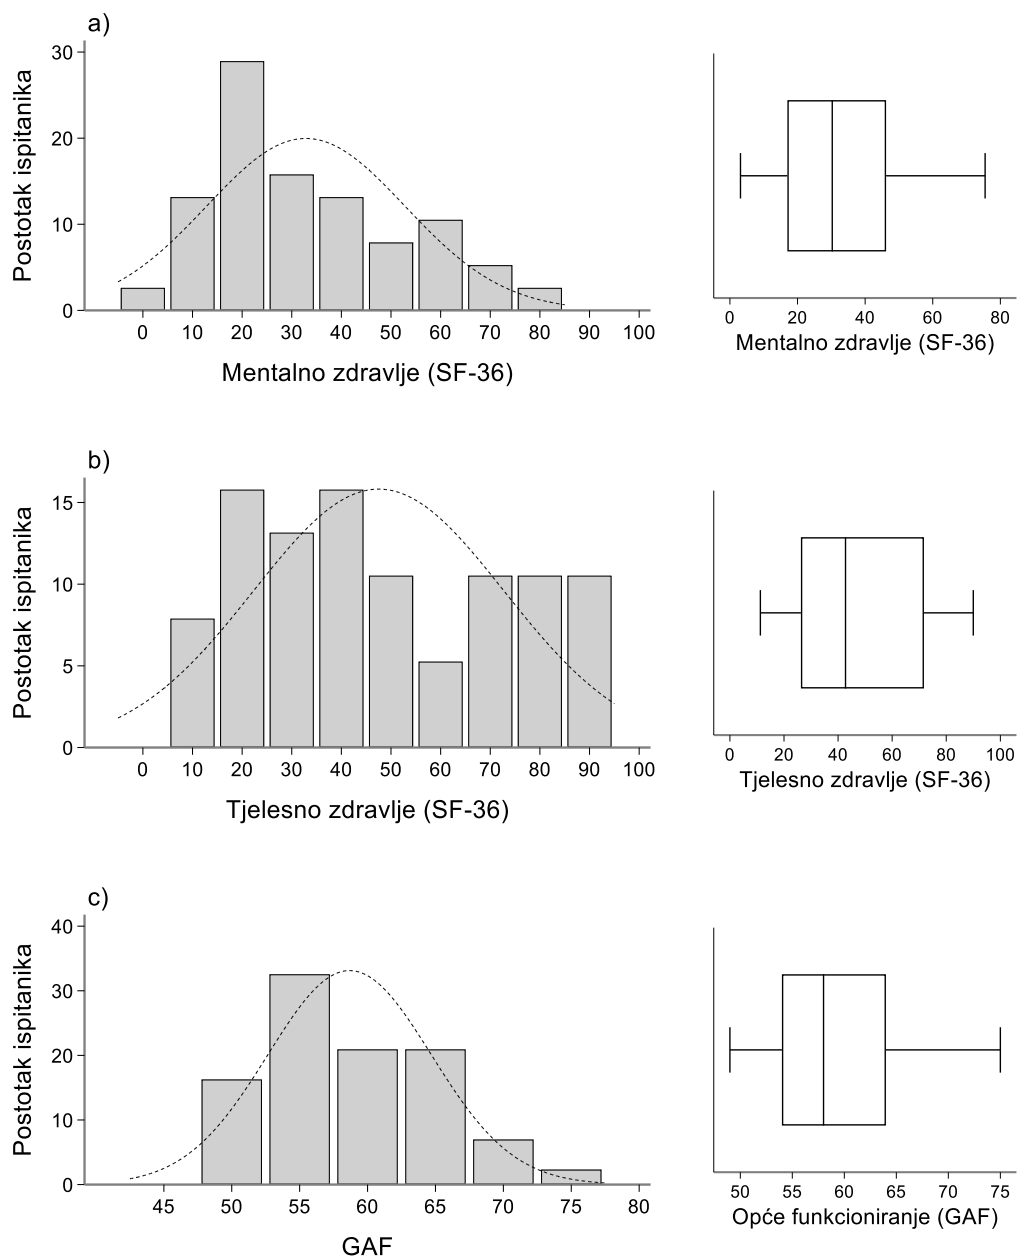 a)
Postotak ispitanika
30
20
10
0
0 10 20 30 40 50 60 70 80 90 100
Mentalno zdravlje (SF-36)
0 20 40 60 80
Mentalno zdravlje (SF-36)
b)
Postotak ispitanika
15
10
5
0
0 10 20 30 40 50 60 70 80 90 100
Tjelesno zdravlje (SF-36)
0 20 40 60 80 100
Tjelesno zdravlje (SF-36)
c)
Postotak ispitanika
40
30
20
10
0
45 50 55 60 65 70 75 80
GAF
50 55 60 65 70 75
Opće funkcioniranje (GAF)